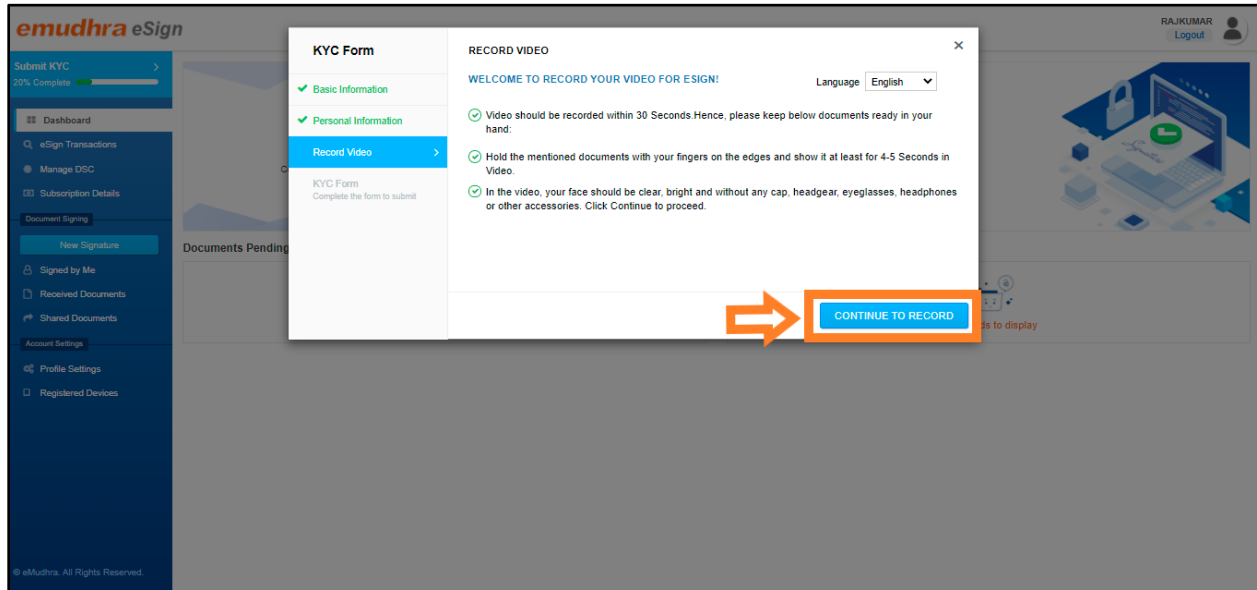 emudhra eSign
RAJKUMAR
Logout
Submit KYC >
20% Complete
Dashboard
eSign Transactions
Manage DSC
Subscription Details
Document Signing
New Signature
Signed by Me
Received Documents
Shared Documents
Account Settings
Profile Settings
Registered Devices
© eMudhra. All Rights Reserved.
Documents Pending
KYC Form
Basic Information
Personal Information
Record Video >
KYC Form
Complete the form to submit
RECORD VIDEO
×
WELCOME TO RECORD YOUR VIDEO FOR ESIGN!
Language English
Video should be recorded within 30 Seconds.Hence, please keep below documents ready in your
hand:
Hold the mentioned documents with your fingers on the edges and show it at least for 4-5 Seconds in
Video.
In the video, your face should be clear, bright and without any cap, headgear, eyeglasses, headphones
or other accessories. Click Continue to proceed.
CONTINUE TO RECORD
to display
Signature